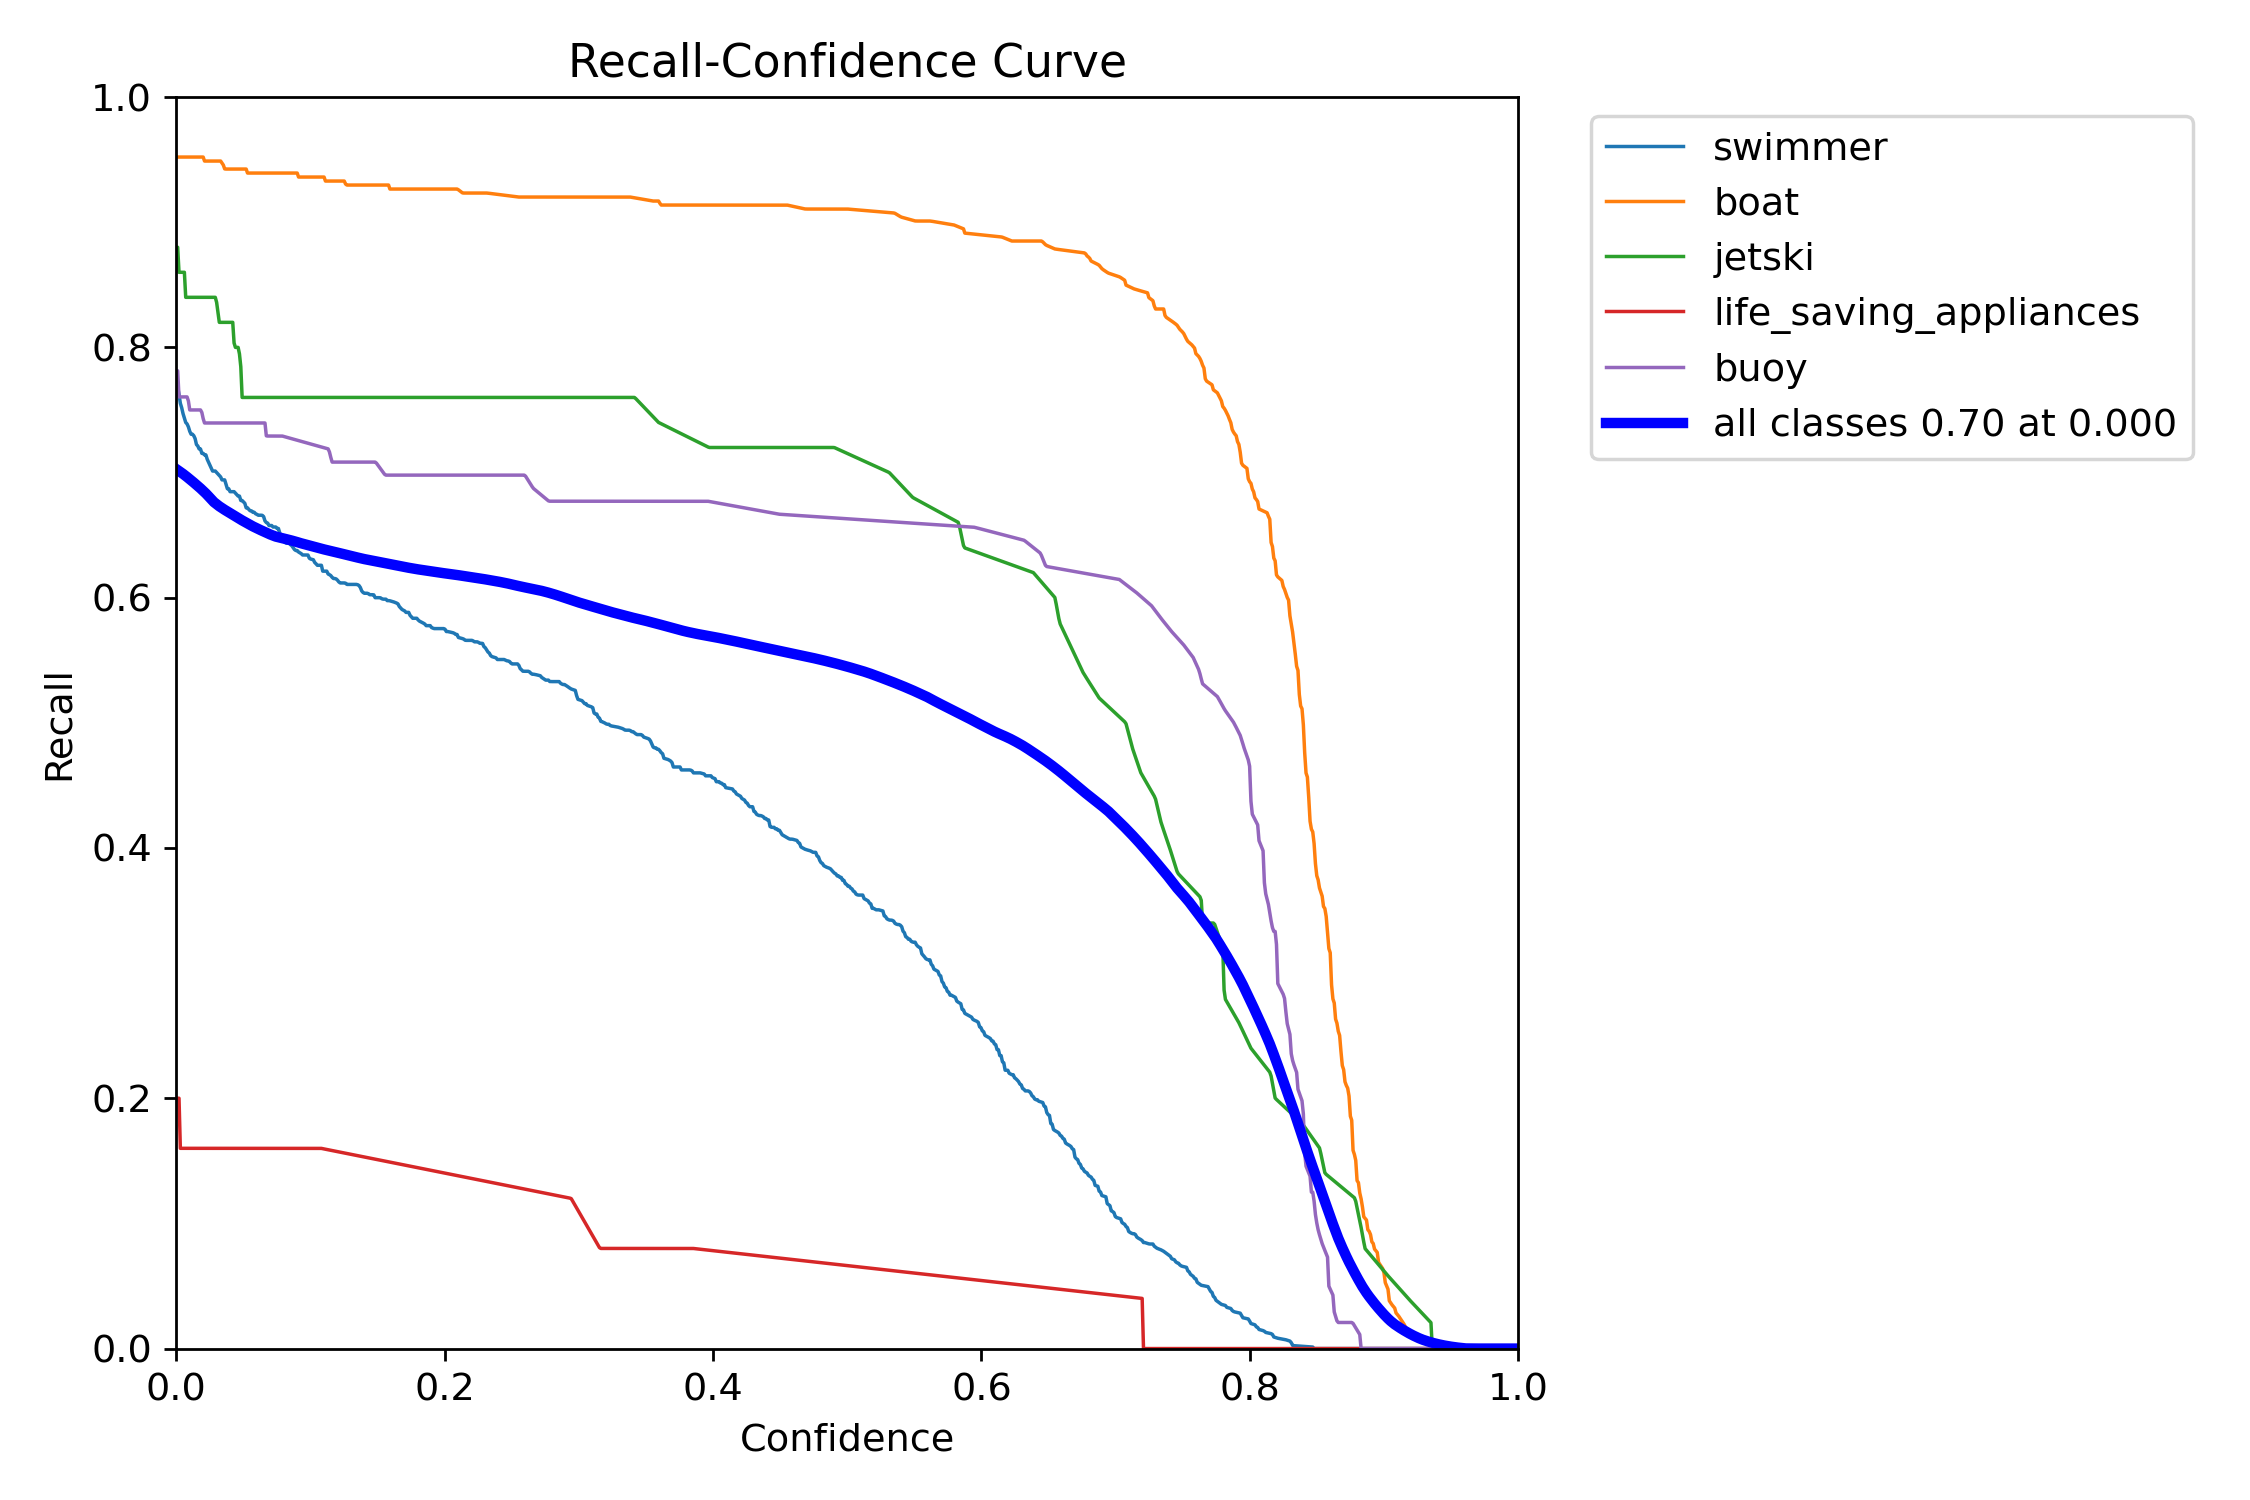 Recall-Confidence Curve
1.0
0.8
0.6
0.4
0.2
0.0
Recall
0.0 0.2 0.4 0.6 0.8 1.0
Confidence
swimmer
boat
jetski
life_saving_appliances
buoy
all classes 0.70 at 0.000